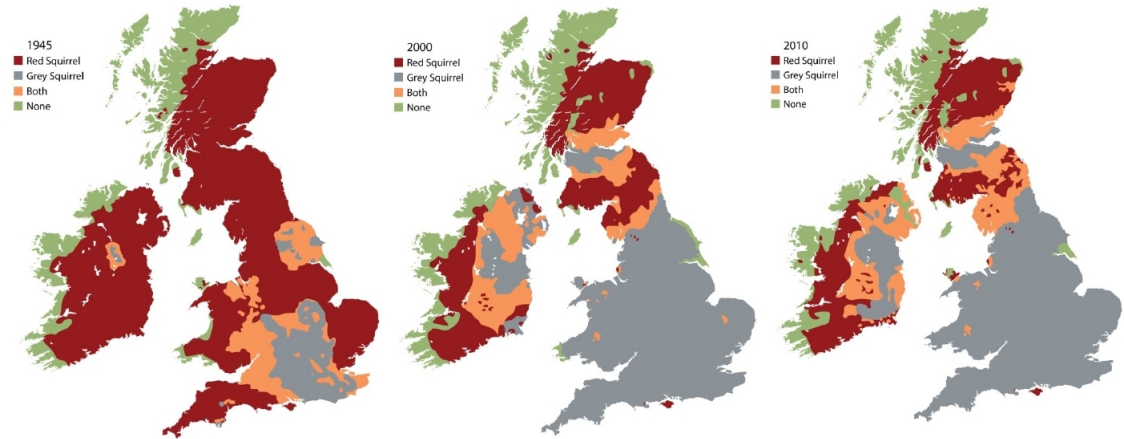 1945
Red Squirrel
Grey Squirrel
Both
None
2000
Red Squirrel
Grey Squirrel
Both
None
2010
Red Squirrel
Grey Squirrel
Both
None